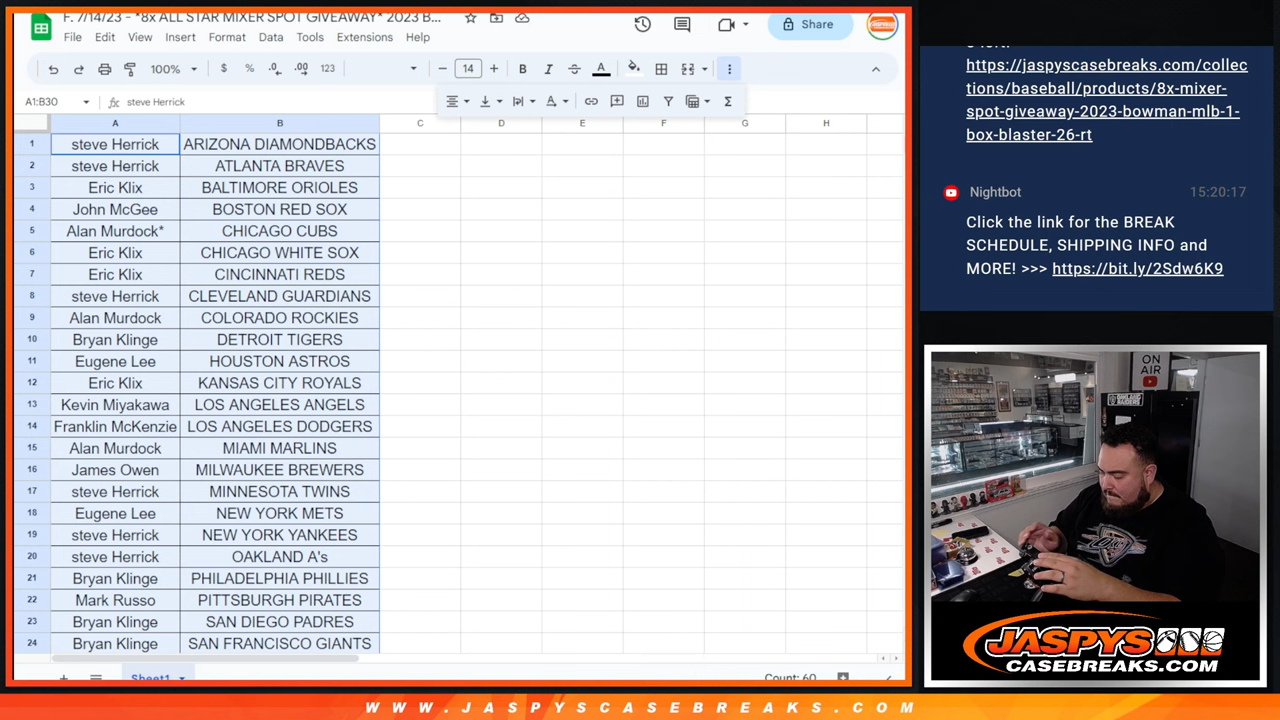 F. 7/14/23 - *8x ALL STAR MIXER SPOT GIVEAWAY* 2023 B...
Share
File Edit View Insert Format Data Tools Extensions Help
100% $ % .0 .00 123 14 B I S A
A1:B30 fx steve Herrick
A B C D E F G H
1 steve Herrick ARIZONA DIAMONDBACKS
2 steve Herrick ATLANTA BRAVES
3 Eric Klix BALTIMORE ORIOLES
4 John McGee BOSTON RED SOX
5 Alan Murdock* CHICAGO CUBS
6 Eric Klix CHICAGO WHITE SOX
7 Eric Klix CINCINNATI REDS
8 steve Herrick CLEVELAND GUARDIANS
9 Alan Murdock COLORADO ROCKIES
10 Bryan Klinge DETROIT TIGERS
11 Eugene Lee HOUSTON ASTROS
12 Eric Klix KANSAS CITY ROYALS
13 Kevin Miyakawa LOS ANGELES ANGELS
14 Franklin McKenzie LOS ANGELES DODGERS
15 Alan Murdock MIAMI MARLINS
16 James Owen MILWAUKEE BREWERS
17 steve Herrick MINNESOTA TWINS
18 Eugene Lee NEW YORK METS
19 steve Herrick NEW YORK YANKEES
20 steve Herrick OAKLAND A's
21 Bryan Klinge PHILADELPHIA PHILLIES
22 Mark Russo PITTSBURGH PIRATES
23 Bryan Klinge SAN DIEGO PADRES
24 Bryan Klinge SAN FRANCISCO GIANTS
Sheet1
Count: 60
https://jaspyscasebreaks.com/collec
tions/baseball/products/8x-mixer-
spot-giveaway-2023-bowman-mlb-1-
box-blaster-26-rt
Nightbot 15:20:17
Click the link for the BREAK
SCHEDULE, SHIPPING INFO and
MORE! >>> https://bit.ly/2Sdw6K9
ON
AIR
OAKLAND
RAIDERS
JASPYS
CASEBREAKS.COM
WWW.JASPYSCASEBREAKS.COM